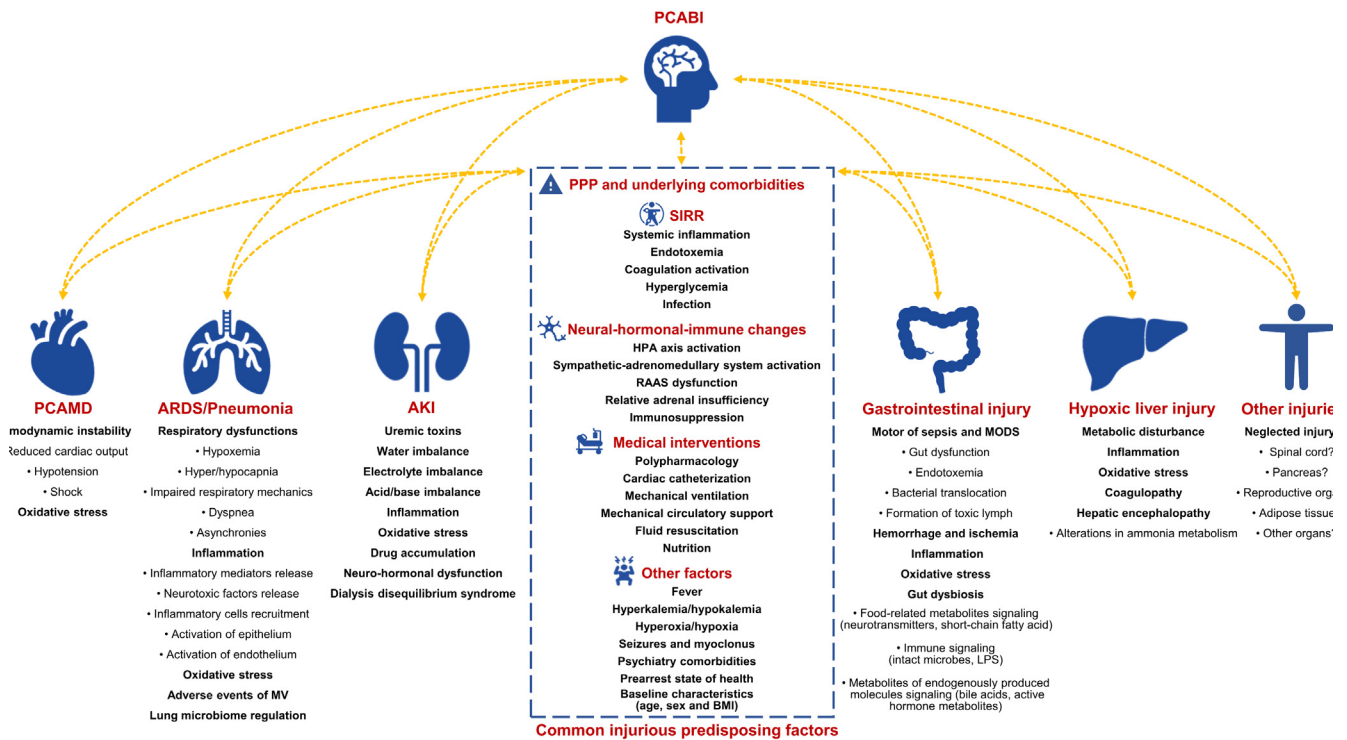 PCABI
PPP and underlying comorbidities
SIRR
Systemic inflammation
Endotoxemia
Coagulation activation
Hyperglycemia
Infection
Neural-hormonal-immune changes
HPA axis activation
Sympathetic-adrenomedullary system activation
RAAS dysfunction
Relative adrenal insufficiency
Immunosuppression
Medical interventions
Polypharmacology
Cardiac catheterization
Mechanical ventilation
Mechanical circulatory support
Fluid resuscitation
Nutrition
Other factors
Fever
Hyperkalemia/hypokalemia
Hyperoxia/hypoxia
Seizures and myoclonus
Psychiatry comorbidities
Prearrest state of health
Baseline characteristics
(age, sex and BMI)
Common injurious predisposing factors
PCAMD
modynamic instability
Reduced cardiac output
• Hypotension
• Shock
Oxidative stress
ARDS/Pneumonia
Respiratory dysfunctions
• Hypoxemia
• Hyper/hypocapnia
• Impaired respiratory mechanics
• Dyspnea
• Asynchronies
Inflammation
• Inflammatory mediators release
• Neurotoxic factors release
• Inflammatory cells recruitment
• Activation of epithelium
• Activation of endothelium
Oxidative stress
Adverse events of MV
Lung microbiome regulation
AKI
Uremic toxins
Water imbalance
Electrolyte imbalance
Acid/base imbalance
Inflammation
Oxidative stress
Drug accumulation
Neuro-hormonal dysfunction
Dialysis disequilibrium syndrome
Gastrointestinal injury
Motor of sepsis and MODS
• Gut dysfunction
• Endotoxemia
• Bacterial translocation
• Formation of toxic lymph
Hemorrhage and ischemia
Inflammation
Oxidative stress
Gut dysbiosis
• Food-related metabolites signaling
(neurotransmitters, short-chain fatty acid)
• Immune signaling
(intact microbes, LPS)
• Metabolites of endogenously produced
molecules signaling (bile acids, active
hormone metabolites)
Hypoxic liver injury
Metabolic disturbance
Inflammation
Oxidative stress
Coagulopathy
Hepatic encephalopathy
• Alterations in ammonia metabolism
Other injurie
Neglected injury
• Spinal cord?
• Pancreas?
• Reproductive orga
• Adipose tissue
• Other organs?